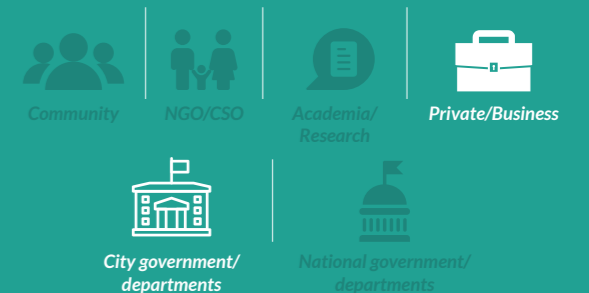 Community
NGO/CSO
Academia/
Research
Private/Business
City government/
departments
National government/
departments